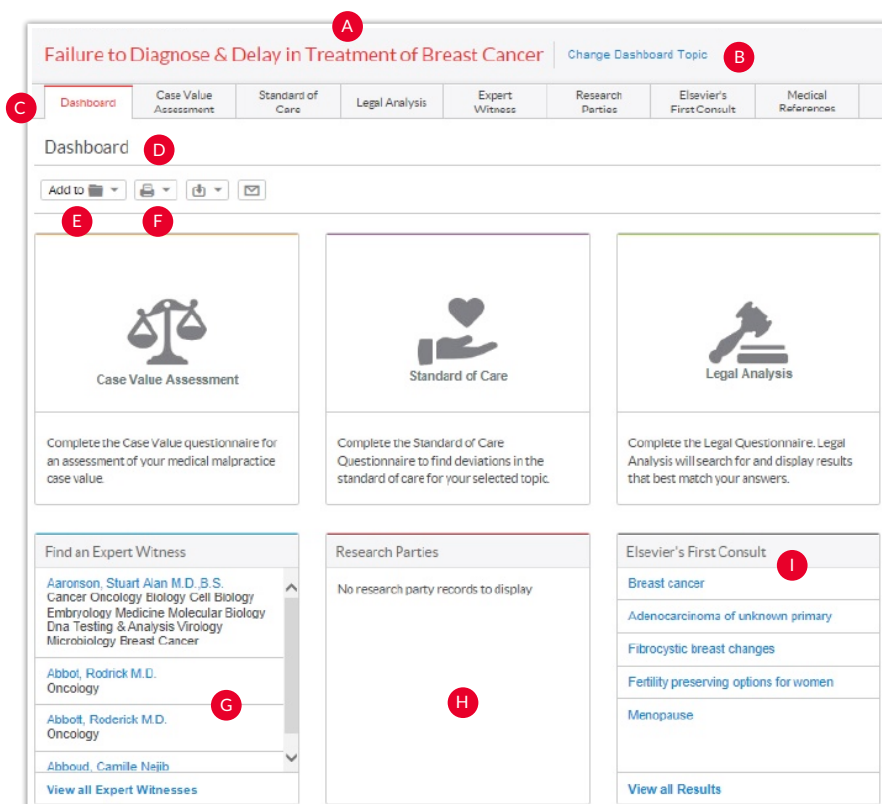 A
Failure to Diagnose & Delay in Treatment of Breast Cancer
Change Dashboard Topic
B
C
Dashboard
Case Value
Assessment
Standard of
Care
Legal Analysis
Expert
Witness
Research
Parties
Elsevier's
First Consult
Medical
References
Dashboard
D
Add to
E
F
Case Value Assessment
Complete the Case Value questionnaire for
an assessment of your medical malpractice
case value.
Standard of Care
Complete the Standard of Care
Questionnaire to find deviations in the
standard of care for your selected topic.
Legal Analysis
Complete the Legal Questionnaire. Legal
Analysis will search for and display results
that best match your answers.
Find an Expert Witness
Aaronson, Stuart Alan M.D.,B.S.
Cancer Oncology Biology Cell Biology
Embryology Medicine Molecular Biology
Dna Testing & Analysis Virology
Microbiology Breast Cancer
Abbot, Rodrick M.D.
Oncology
G
Abbott, Roderick M.D.
Oncology
Abboud, Camille Nejib
View all Expert Witnesses
Research Parties
No research party records to display
H
Elsevier's First Consult
I
Breast cancer
Adenocarcinoma of unknown primary
Fibrocystic breast changes
Fertility preserving options for women
Menopause
View all Results